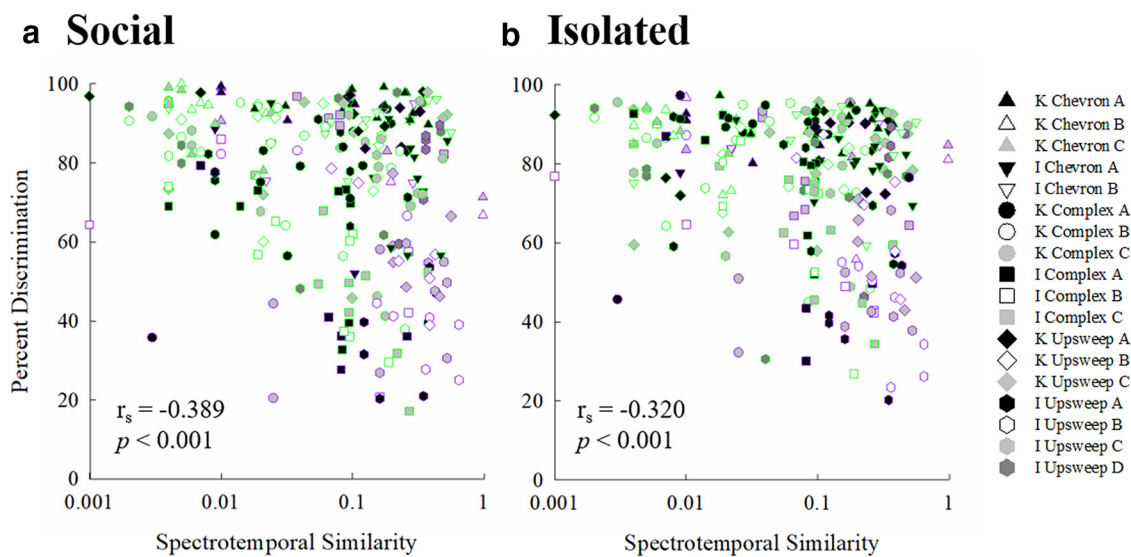 a Social
b Isolated
Percent Discrimination
100
80
60
40
20
0
r_s = -0.389
p < 0.001
0.001
0.01
0.1
1
Spectrotemporal Similarity
100
80
60
40
20
0
r_s = -0.320
p < 0.001
0.001
0.01
0.1
1
Spectrotemporal Similarity
K Chevron A
K Chevron B
K Chevron C
I Chevron A
I Chevron B
K Complex A
K Complex B
K Complex C
I Complex A
I Complex B
I Complex C
K Upsweep A
K Upsweep B
K Upsweep C
I Upsweep A
I Upsweep B
I Upsweep C
I Upsweep D